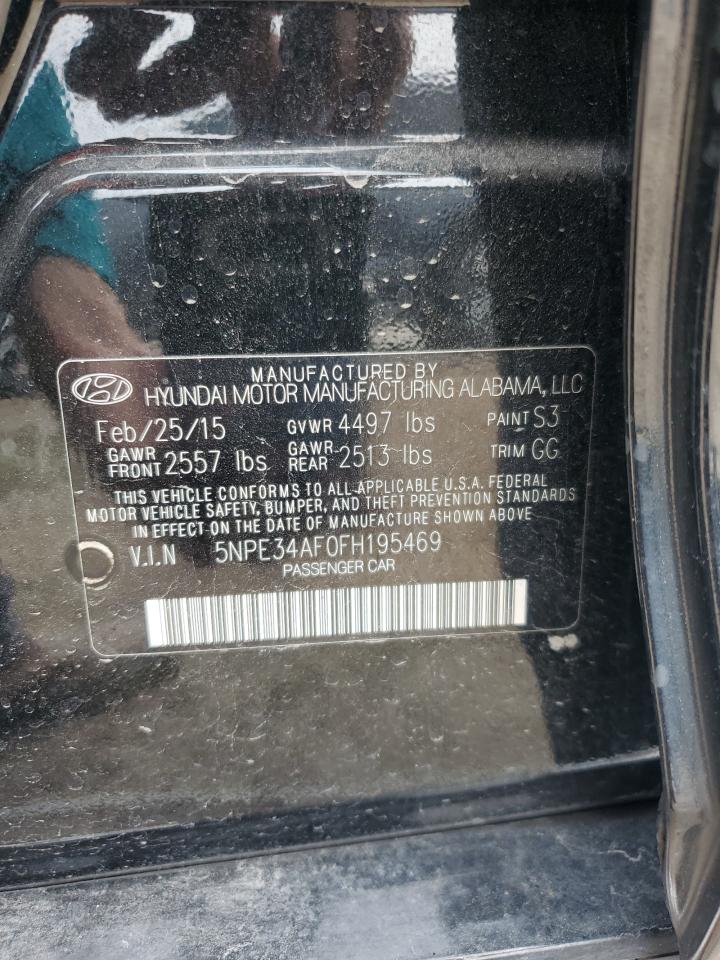 MANUFACTURED BY
HYUNDAI MOTOR MANUFACTURING ALABAMA, LLC
Feb/25/15 GVWR 4497 lbs PAINT S3
GAWR FRONT 2557 lbs GAWR REAR 2513 lbs TRIM GG
THIS VEHICLE CONFORMS TO ALL APPLICABLE U.S.A. FEDERAL
MOTOR VEHICLE SAFETY, BUMPER, AND THEFT PREVENTION STANDARDS
IN EFFECT ON THE DATE OF MANUFACTURE SHOWN ABOVE
V.I.N 5NPE34AF0FH195469
PASSENGER CAR